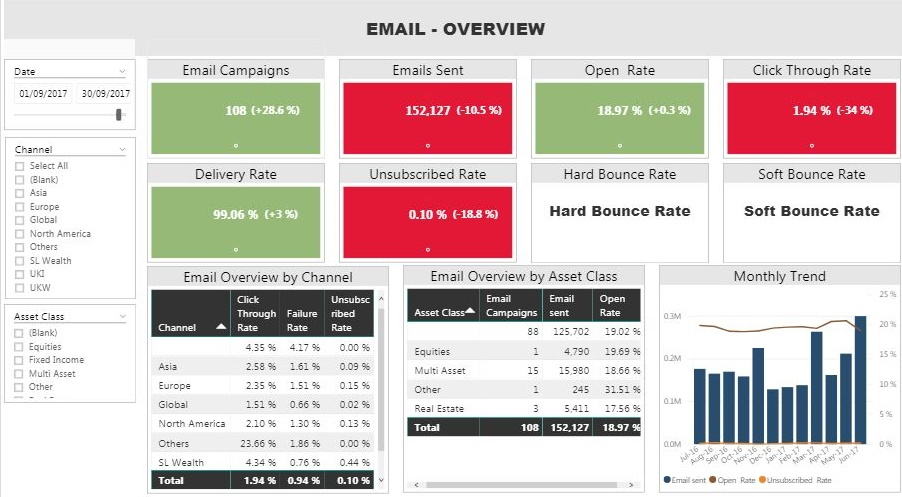 EMAIL - OVERVIEW
Date
01/09/2017 30/09/2017
Channel
Select All
(Blank)
Asia
Europe
Global
North America
Others
SL Wealth
UKI
UKW
Asset Class
(Blank)
Equities
Fixed Income
Multi Asset
Other
Email Campaigns
108 (+28.6 %)
Emails Sent
152,127 (-10.5 %)
Open Rate
18.97 % (+0.3 %)
Click Through Rate
1.94 % (-34 %)
Delivery Rate
99.06 % (+3 %)
Unsubscribed Rate
0.10 % (-18.8 %)
Hard Bounce Rate
Hard Bounce Rate
Soft Bounce Rate
Soft Bounce Rate
Email Overview by Channel
Channel Click Through Rate Failure Rate Unsubsc ribed Rate
4.35 % 4.17 % 0.00 %
Asia 2.58 % 1.61 % 0.09 %
Europe 2.35 % 1.51 % 0.15 %
Global 1.51 % 0.66 % 0.02 %
North America 2.10 % 1.30 % 0.13 %
Others 23.66 % 1.86 % 0.00 %
SL Wealth 4.34 % 0.76 % 0.44 %
Total 1.94 % 0.94 % 0.10 %
Email Overview by Asset Class
Asset Class Email Campaigns Email sent Open Rate
88 125,702 19.02 %
Equities 1 4,790 19.69 %
Multi Asset 15 15,980 18.66 %
Other 1 245 31.51 %
Real Estate 3 5,411 17.56 %
Total 108 152,127 18.97 %
Monthly Trend
0.3M
0.2M
0.1M
0.0M
25 %
20 %
15 %
10 %
5 %
0 %
Jul-16 Aug-16 Sep-16 Oct-16 Nov-16 Dec-16 Jan-17 Feb-17 Mar-17 Apr-17 May-17 Jun-17
Email sent Open Rate Unsubscribed Rate